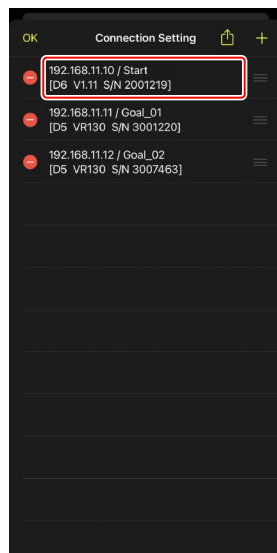 OK Connection Setting +
192.168.11.10 / Start
[D6 V1.11 S/N 2001219]
192.168.11.11 / Goal_01
[D5 VR130 S/N 3001220]
192.168.11.12 / Goal_02
[D5 VR130 S/N 3007463]